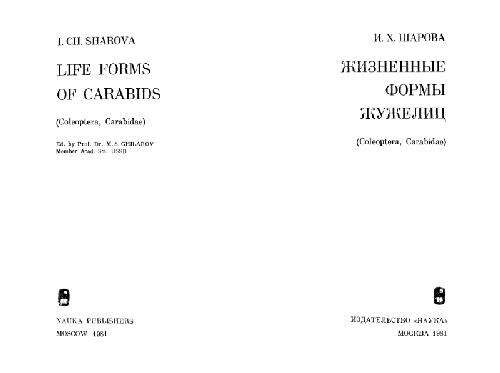 I. CH. SHAROVA
LIFE FORMS
OF CARABIDS
(Coleoptera, Carabidae)
Ed. by Prof. Dr. M. S. GHILAROV
Member Acad. Sci. USSR
NAUKA PUBLISHERS
MOSCOW 1981
И. Х. ШАРОВА
ЖИЗНЕННЫЕ
ФОРМЫ
ЖУЖЕЛИЦ
(Coleoptera, Carabidae)
ИЗДАТЕЛЬСТВО «НАУКА»
МОСКВА 1981